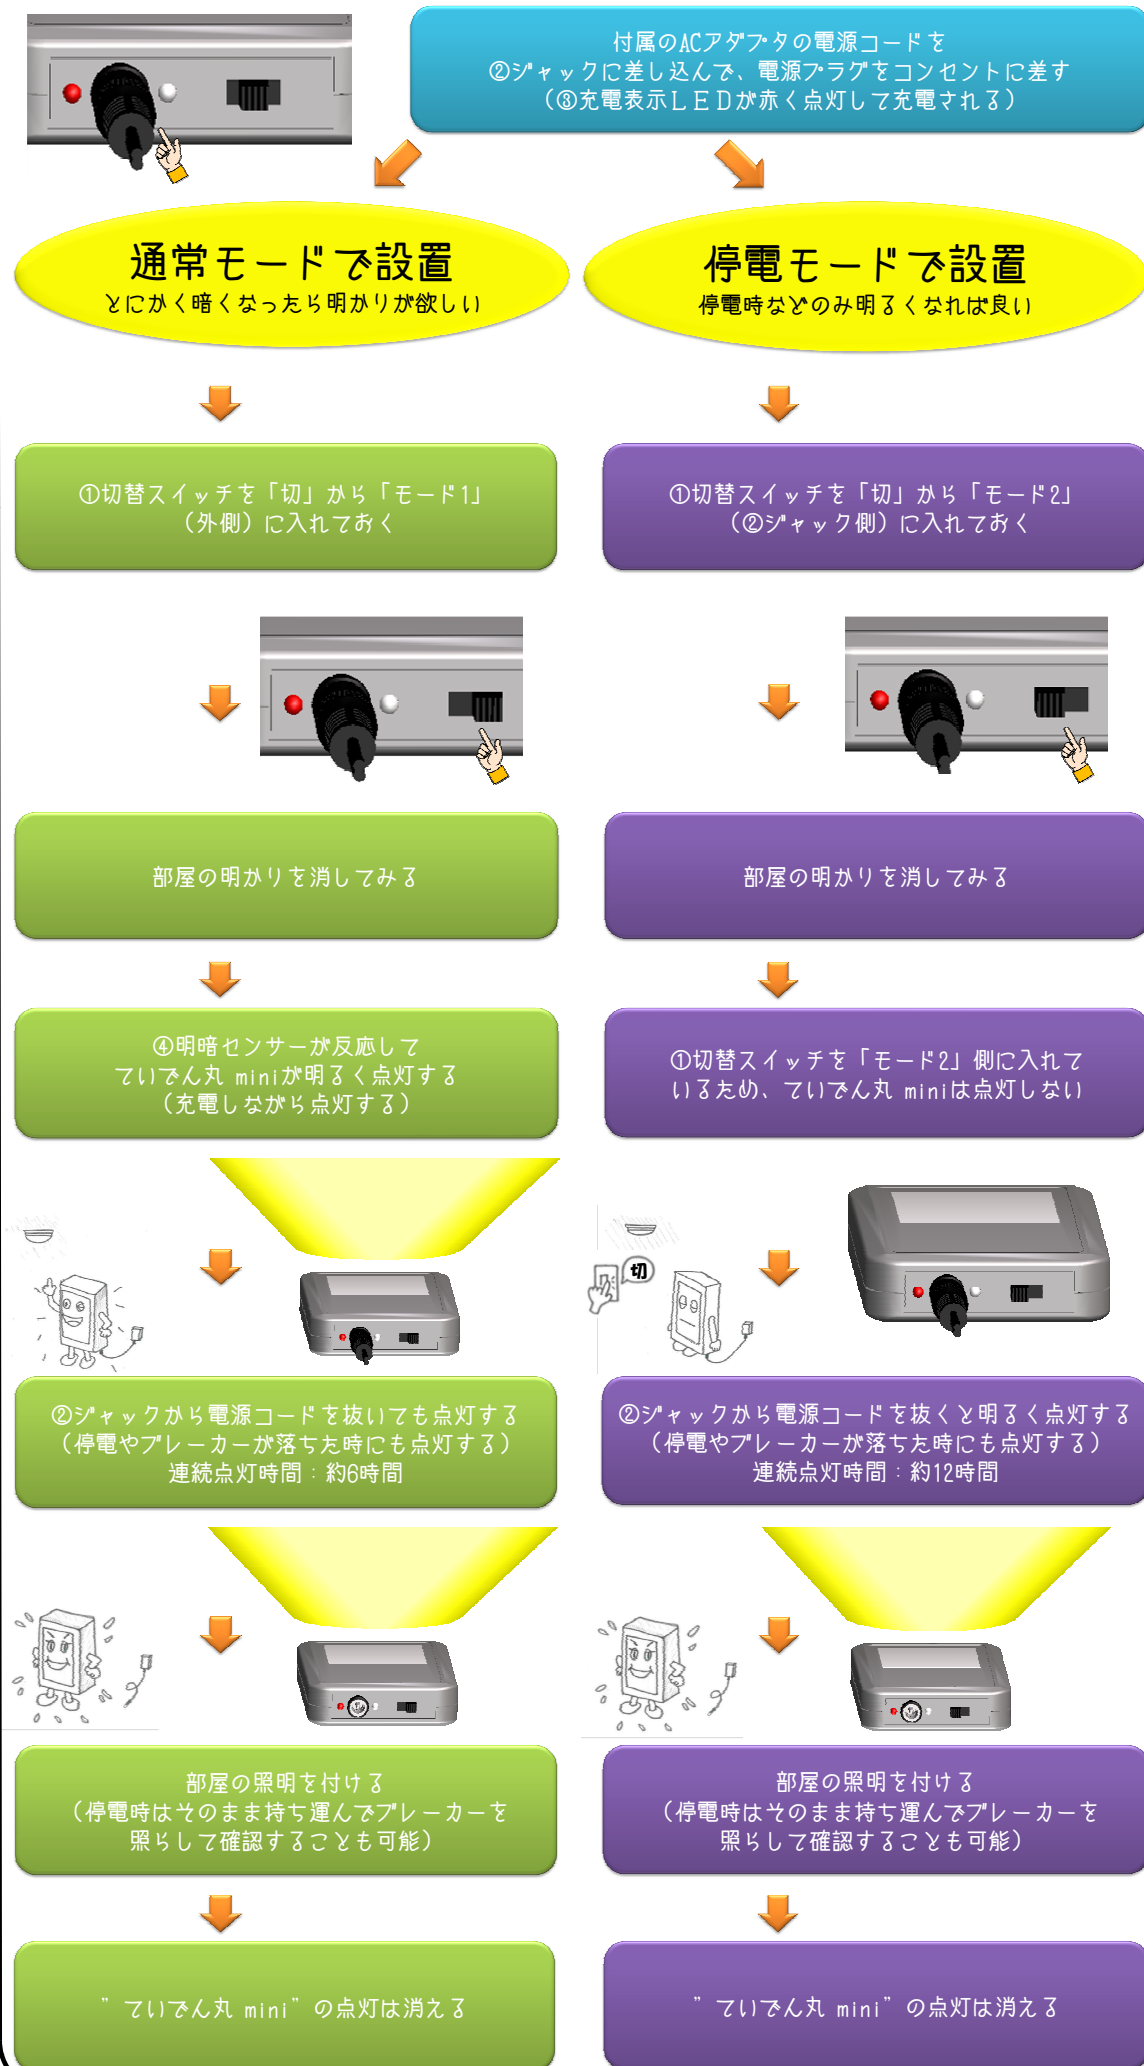 付属のACアダプタの電源コードを
②ジャックに差し込んで、電源プラグをコンセントに差す
(③充電表示LEDが赤く点灯して充電される)
通常モードで設置
とにかく暗くなったら明かりが欲しい
①切替スイッチを「切」から「モード1」
(外側)に入れておく
部屋の明かりを消してみる
④明暗センサーが反応して
ていでん丸 miniが明るく点灯する
(充電しながら点灯する)
②ジャックから電源コードを抜いても点灯する
(停電やブレーカーが落ちた時にも点灯する)
連続点灯時間:約6時間
部屋の照明を付ける
(停電時はそのまま持ち運んでブレーカーを
照らして確認することも可能)
”ていでん丸 mini”の点灯は消える
停電モードで設置
停電時などのみ明るくなれば良い
①切替スイッチを「切」から「モード2」
(②ジャック側)に入れておく
部屋の明かりを消してみる
①切替スイッチを「モード2」側に入れて
いるため、ていでん丸 miniは点灯しない
切
②ジャックから電源コードを抜くと明るく点灯する
(停電やブレーカーが落ちた時にも点灯する)
連続点灯時間:約12時間
部屋の照明を付ける
(停電時はそのまま持ち運んでブレーカーを
照らして確認することも可能)
”ていでん丸 mini”の点灯は消える